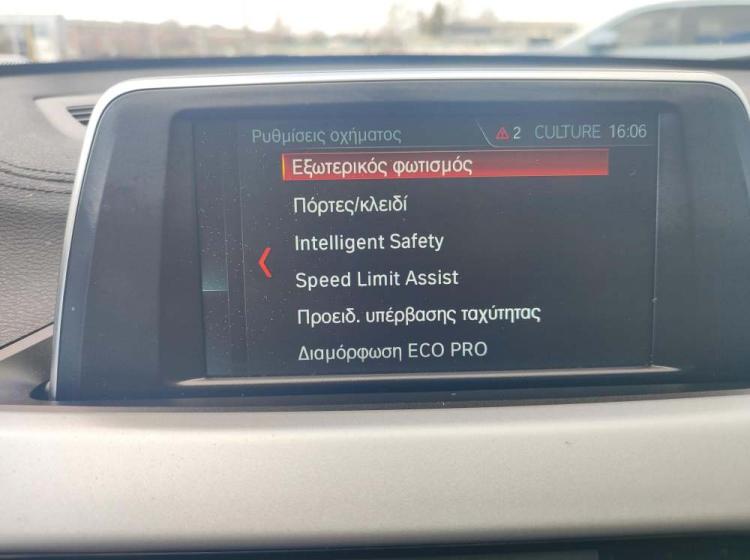 Ρυθμίσεις οχήματος 2 CULTURE 16:06
Εξωτερικός φωτισμός
Πόρτες/κλειδί
Intelligent Safety
Speed Limit Assist
Προειδ. υπέρβασης ταχύτητας
Διαμόρφωση ECO PRO